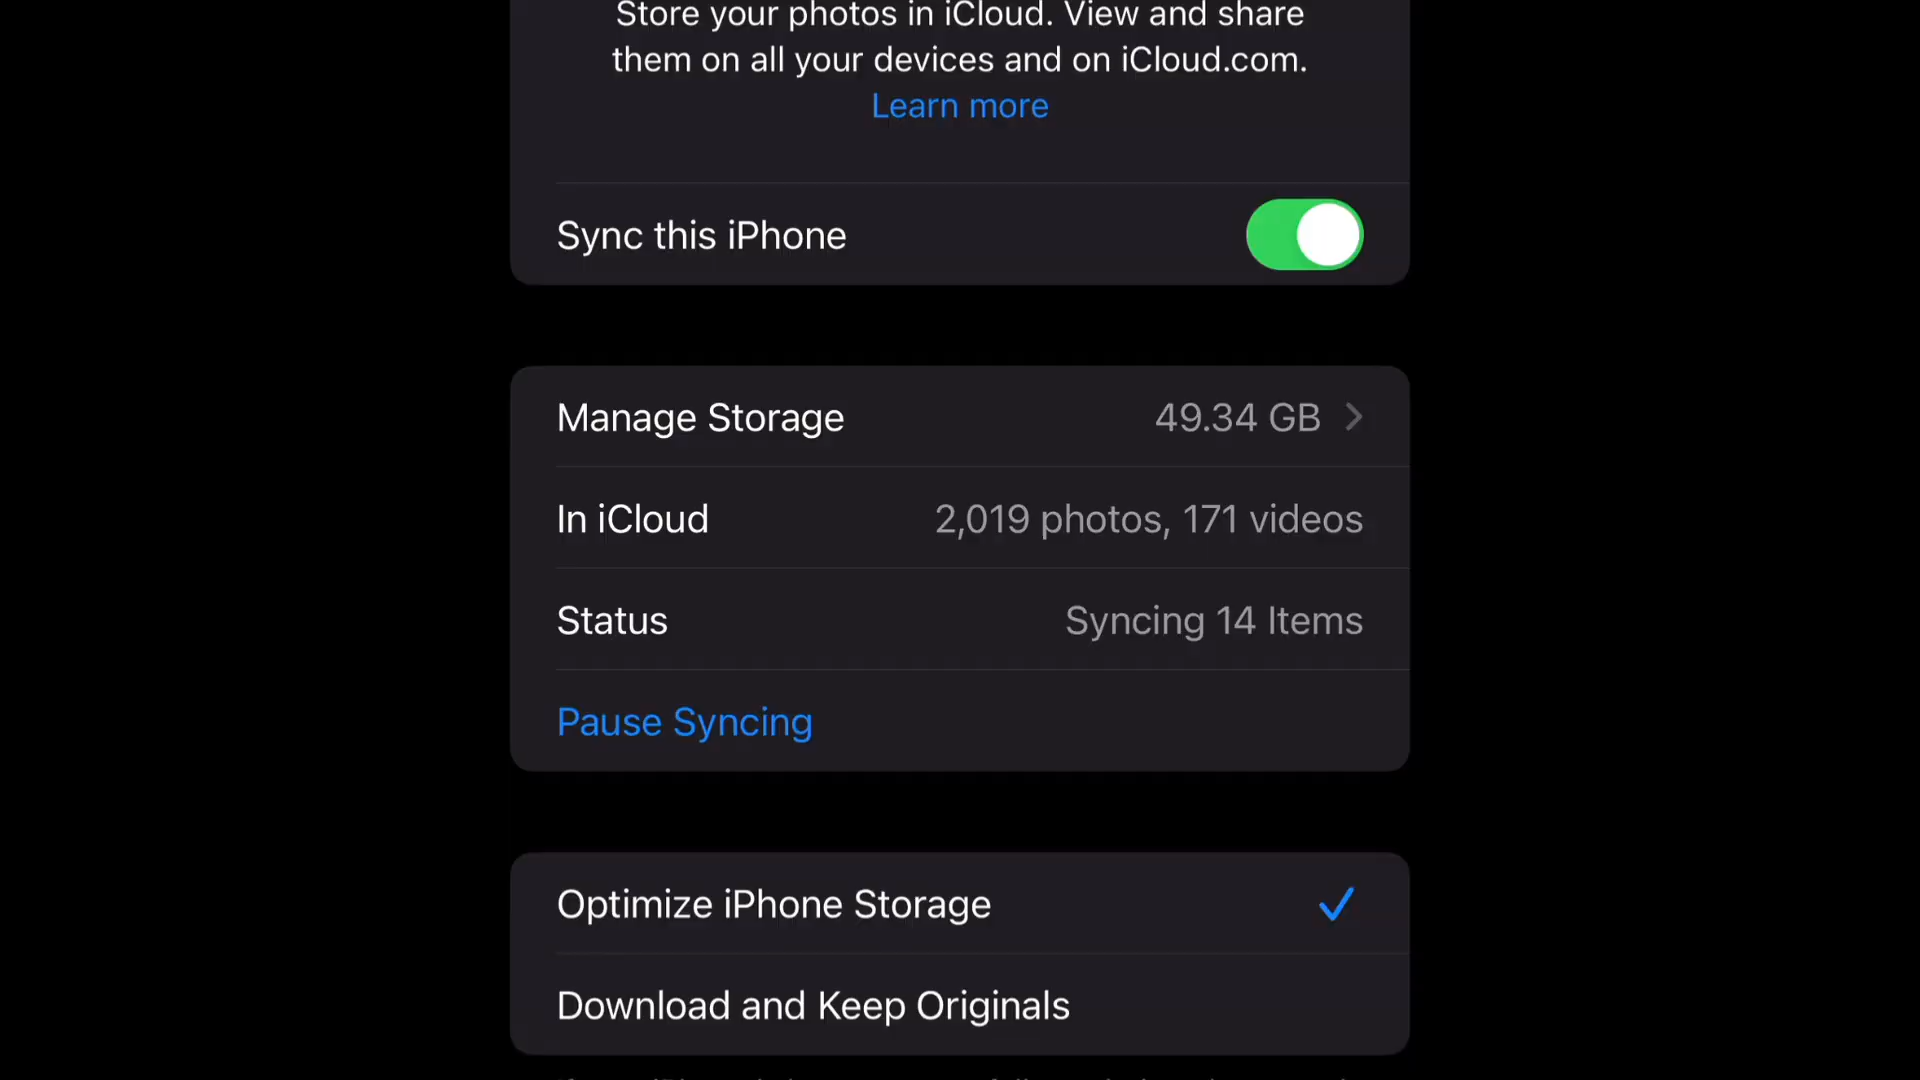 Store your photos in iCloud. View and share
them on all your devices and on iCloud.com.
Learn more
Sync this iPhone
Manage Storage 49.34 GB
In iCloud 2,019 photos, 171 videos
Status Syncing 14 Items
Pause Syncing
Optimize iPhone Storage
Download and Keep Originals